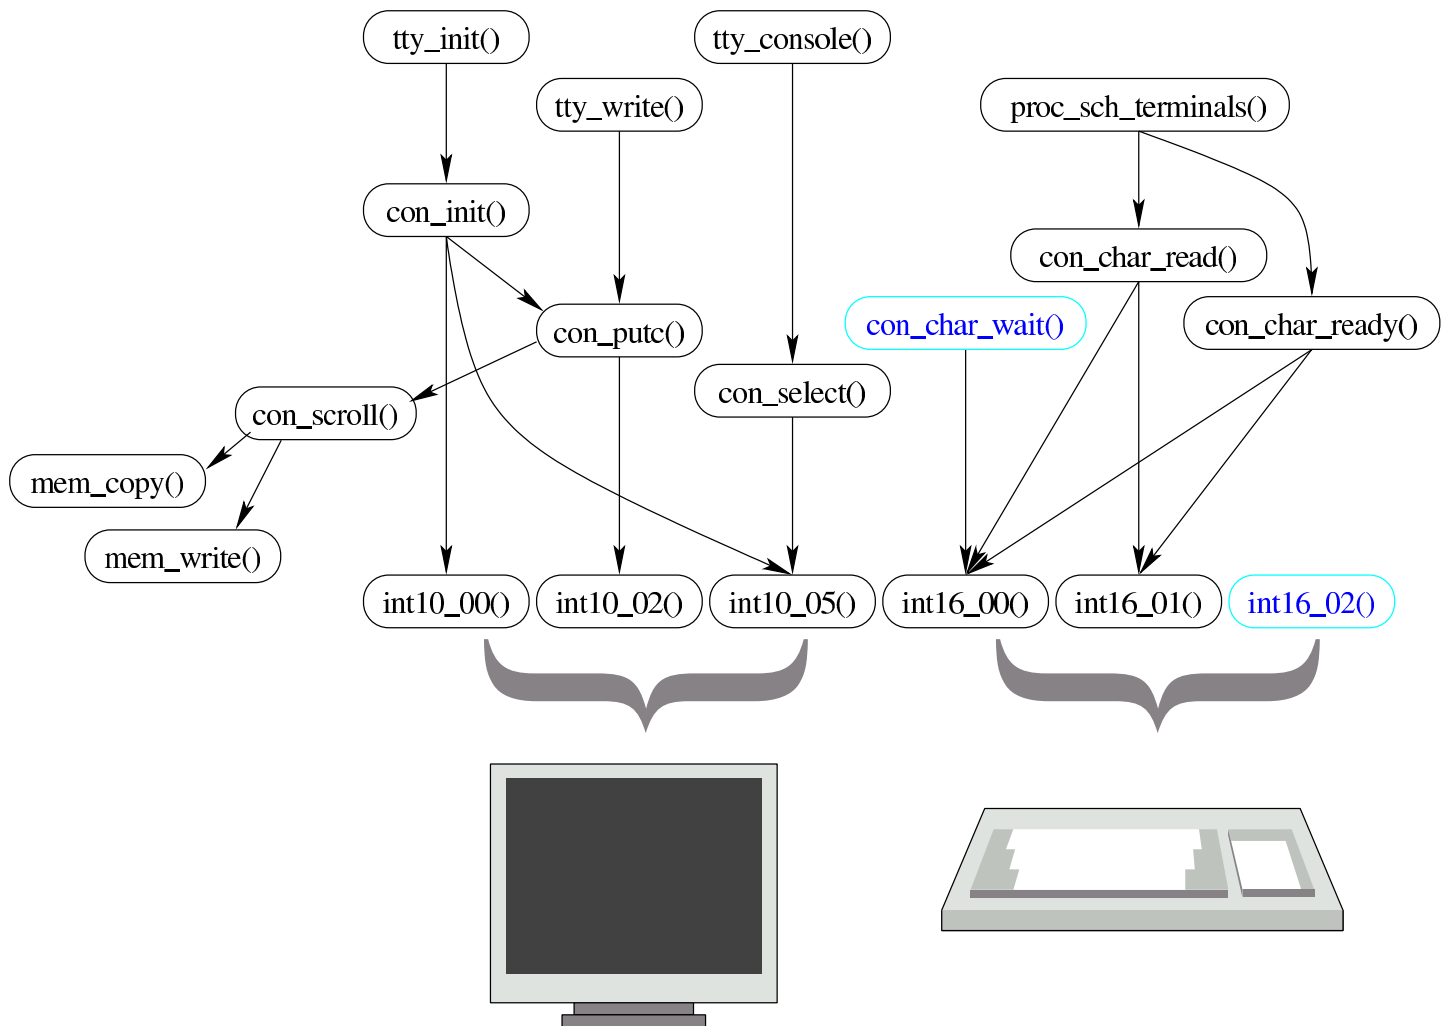 tty_init()
tty_console()
tty_write()
proc_sch_terminals()
con_init()
con_char_read()
con_putc()
con_char_wait()
con_char_ready()
con_select()
con_scroll()
mem_copy()
mem_write()
int10_00()
int10_02()
int10_05()
int16_00()
int16_01()
int16_02()